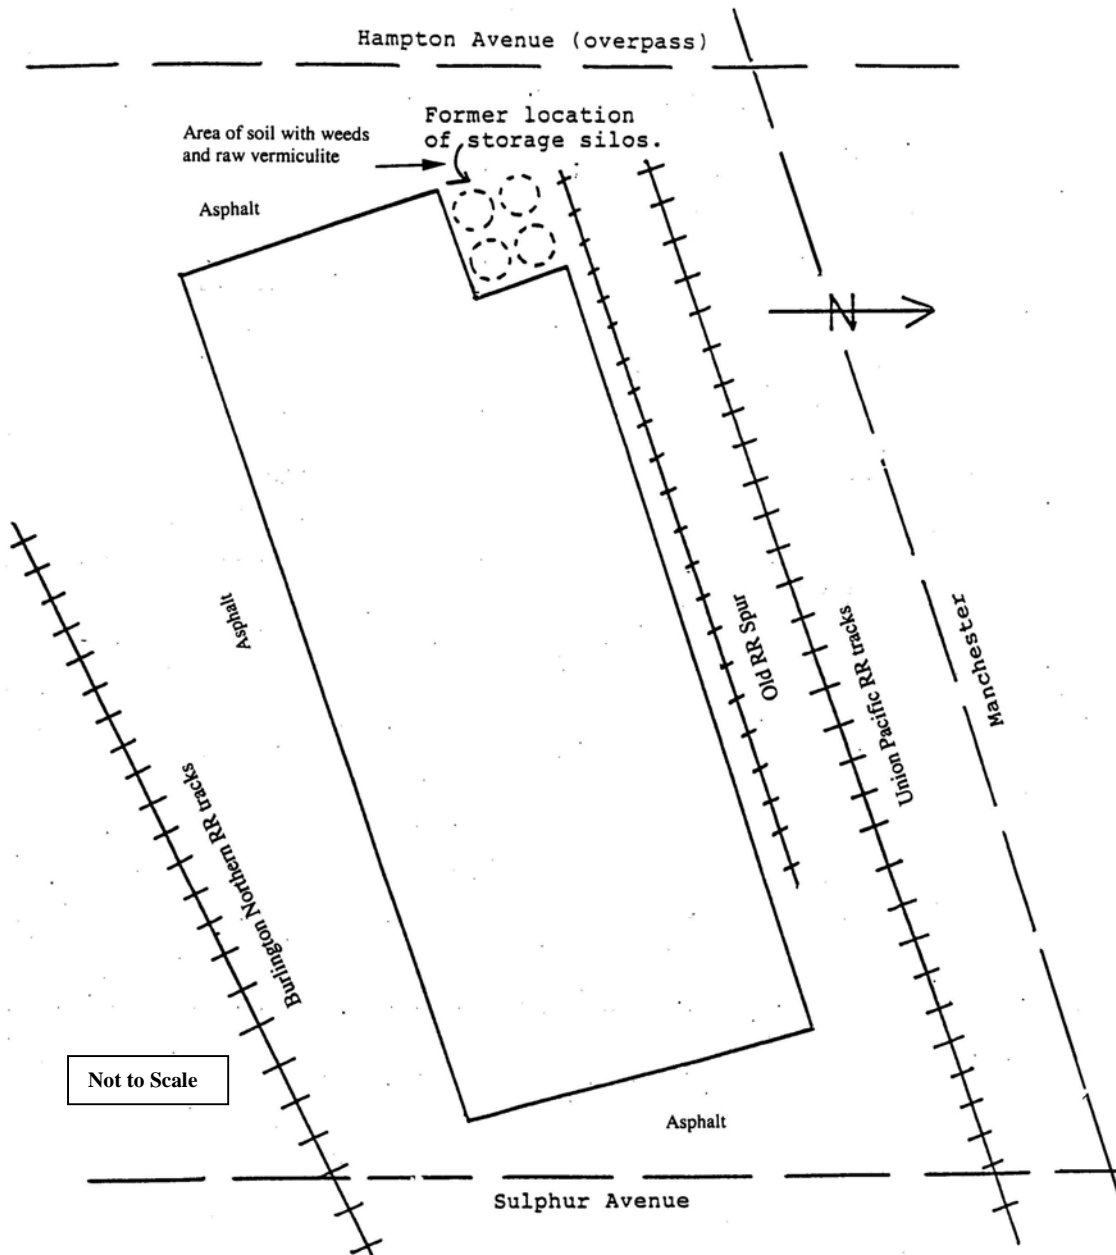 Hampton Avenue (overpass)
Former location
of storage silos.
Area of soil with weeds
and raw vermiculite
Asphalt
N
Asphalt
Old RR Spur
Union Pacific RR tracks
Manchester
Burlington Northern RR tracks
Not to Scale
Asphalt
Sulphur Avenue